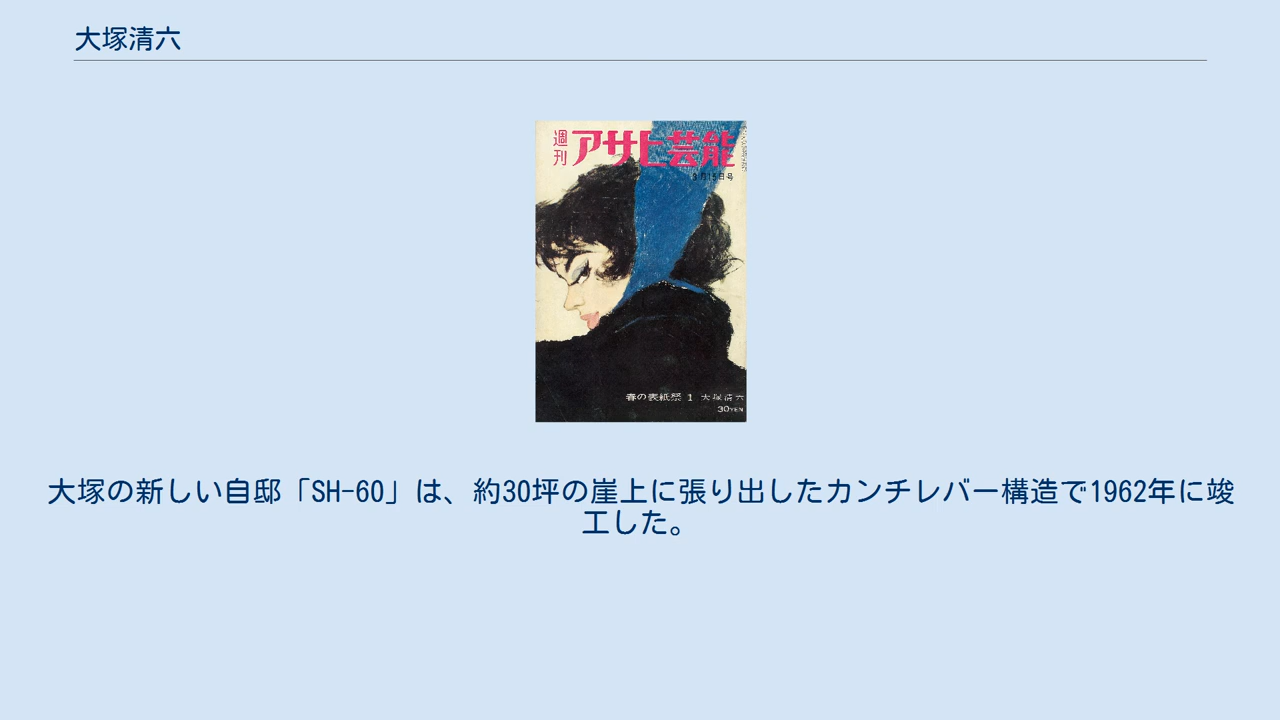 大塚清六
週刊 アサヒ芸能
3月15日号
春の表紙祭 1 大塚清六
30YEN
大塚の新しい自邸「SH-60」は、約30坪の崖上に張り出したカンチレバー構造で1962年に竣
工した。